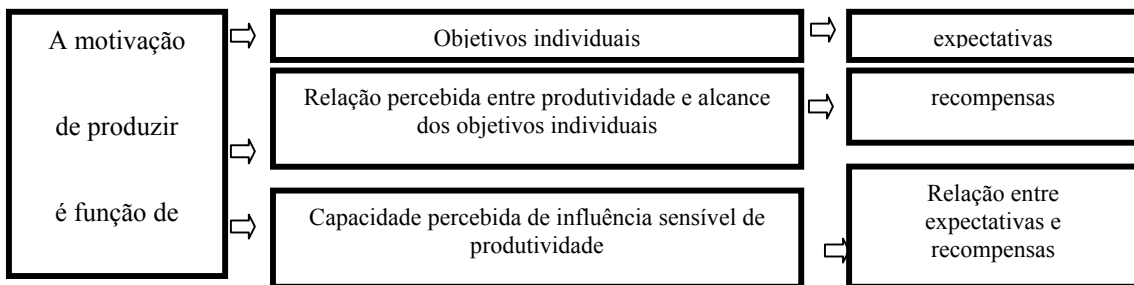 A motivação
de produzir
é função de
Objetivos individuais
expectativas
Relação percebida entre produtividade e alcance
dos objetivos individuais
recompensas
Capacidade percebida de influência sensível de
produtividade
Relação entre
expectativas e
recompensas